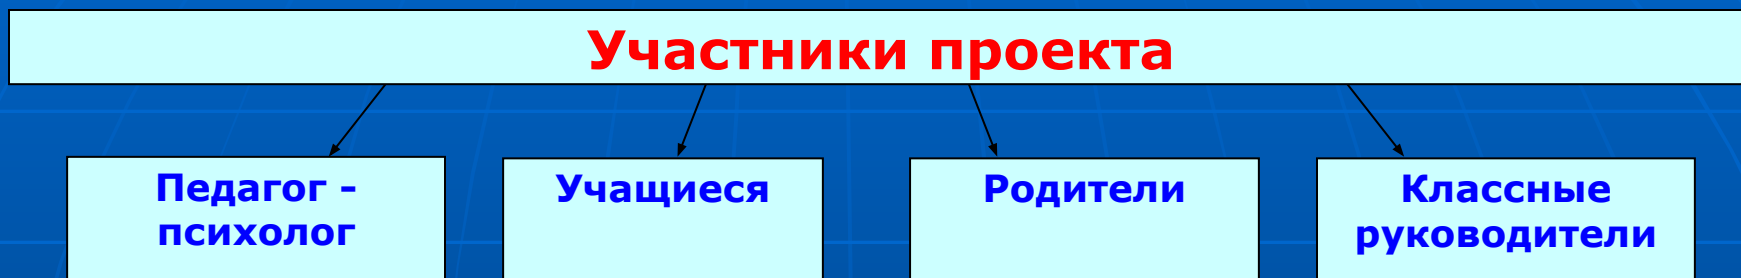 Участники проекта
Педагог -
психолог
Учащиеся
Родители
Классные
руководители